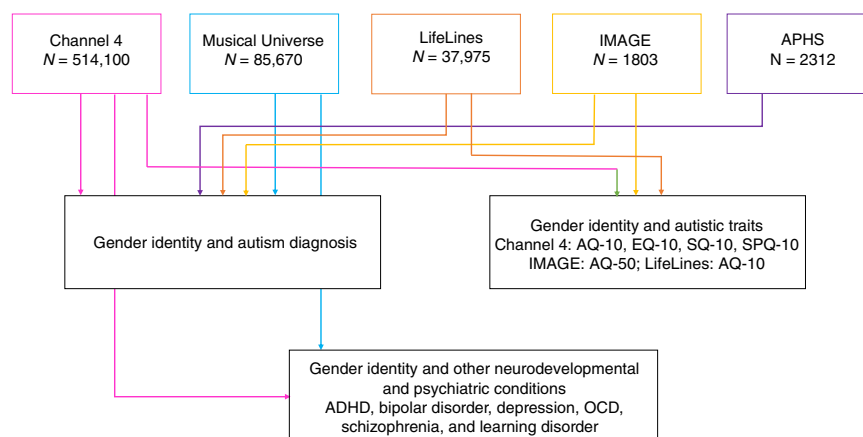 Channel 4
N = 514,100
Musical Universe
N = 85,670
LifeLines
N = 37,975
IMAGE
N = 1803
APHS
N = 2312
Gender identity and autism diagnosis
Gender identity and autistic traits
Channel 4: AQ-10, EQ-10, SQ-10, SPQ-10
IMAGE: AQ-50; LifeLines: AQ-10
Gender identity and other neurodevelopmental
and psychiatric conditions
ADHD, bipolar disorder, depression, OCD,
schizophrenia, and learning disorder